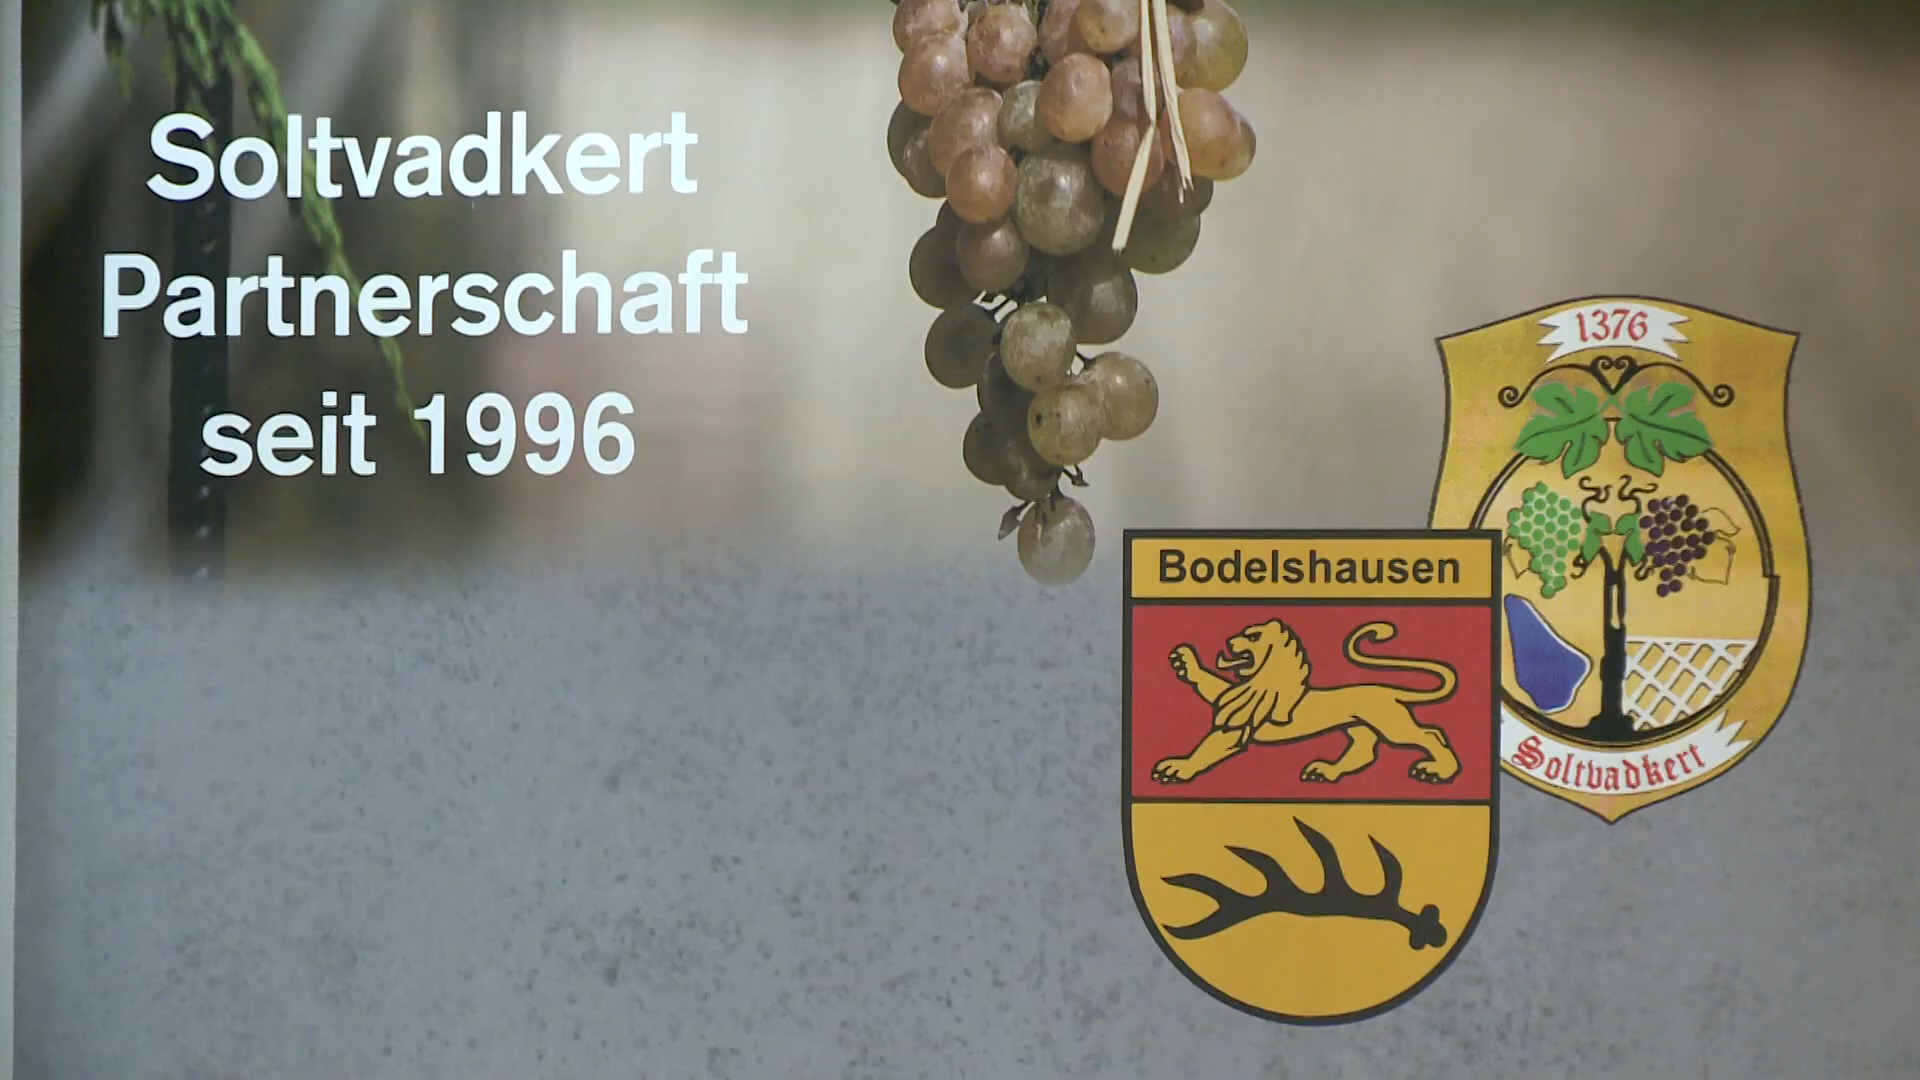 Soltvadkert
Partnerschaft
seit 1996
1376
Bodelshausen
Soltvadkert